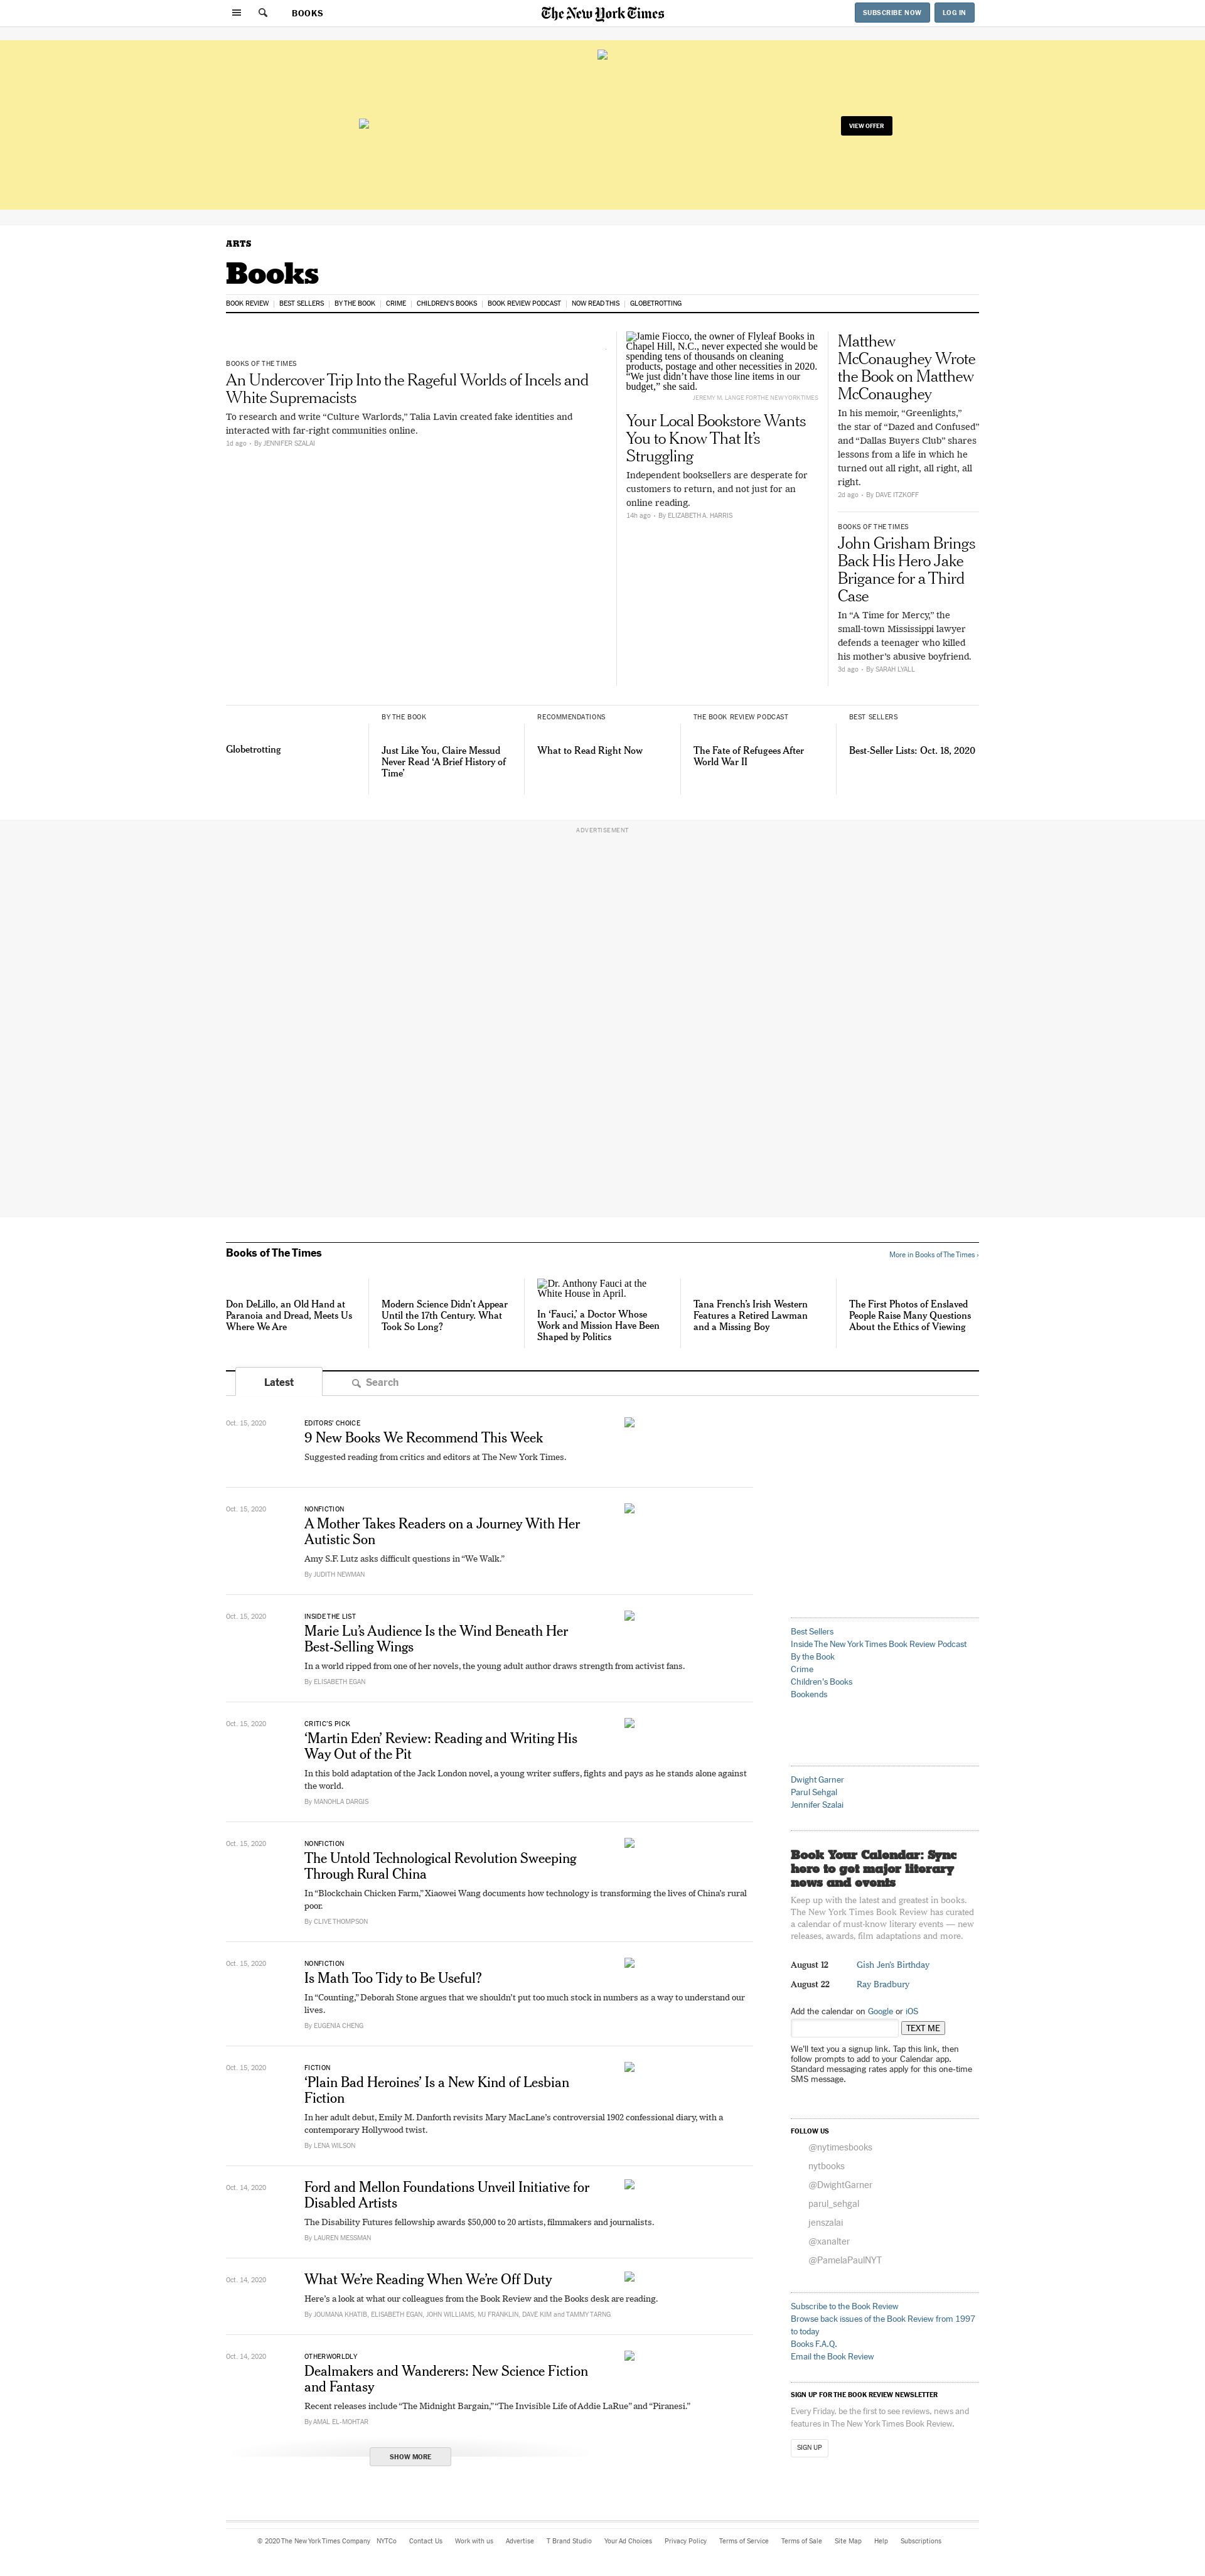 BOOKS
The New York Times
SUBSCRIBE NOW
LOG IN
VIEW OFFER
ARTS
Books
BOOK REVIEW
BEST SELLERS
BY THE BOOK
CRIME
CHILDREN'S BOOKS
BOOK REVIEW PODCAST
NOW READ THIS
GLOBETROTTING
BOOKS OF THE TIMES
An Undercover Trip Into the Rageful Worlds of Incels and
White Supremacists
To research and write “Culture Warlords,” Talia Lavin created fake identities and
interacted with far-right communities online.
1d ago • By JENNIFER SZALAI
Jamie Fiocco, the owner of Flyleaf Books in
Chapel Hill, N.C., never expected she would be
spending tens of thousands on cleaning
products, postage and other necessities in 2020.
“We just didn’t have those line items in our
budget,” she said.
JEREMY M. LANGE FOR THE NEW YORK TIMES
Your Local Bookstore Wants
You to Know That It’s
Struggling
Independent booksellers are desperate for
customers to return, and not just for an
online reading.
14h ago • By ELIZABETH A. HARRIS
Matthew
McConaughey Wrote
the Book on Matthew
McConaughey
In his memoir, “Greenlights,”
the star of “Dazed and Confused”
and “Dallas Buyers Club” shares
lessons from a life in which he
turned out all right, all right, all
right.
2d ago • By DAVE ITZKOFF
BOOKS OF THE TIMES
John Grisham Brings
Back His Hero Jake
Brigance for a Third
Case
In “A Time for Mercy,” the
small-town Mississippi lawyer
defends a teenager who killed
his mother’s abusive boyfriend.
3d ago • By SARAH LYALL
Globetrotting
BY THE BOOK
Just Like You, Claire Messud
Never Read ‘A Brief History of
Time’
RECOMMENDATIONS
What to Read Right Now
THE BOOK REVIEW PODCAST
The Fate of Refugees After
World War II
BEST SELLERS
Best-Seller Lists: Oct. 18, 2020
ADVERTISEMENT
Books of The Times
More in Books of The Times ›
Don DeLillo, an Old Hand at
Paranoia and Dread, Meets Us
Where We Are
Modern Science Didn’t Appear
Until the 17th Century. What
Took So Long?
Dr. Anthony Fauci at the
White House in April.
In ‘Fauci,’ a Doctor Whose
Work and Mission Have Been
Shaped by Politics
Tana French’s Irish Western
Features a Retired Lawman
and a Missing Boy
The First Photos of Enslaved
People Raise Many Questions
About the Ethics of Viewing
Latest
Search
Oct. 15, 2020
EDITORS’ CHOICE
9 New Books We Recommend This Week
Suggested reading from critics and editors at The New York Times.
Oct. 15, 2020
NONFICTION
A Mother Takes Readers on a Journey With Her
Autistic Son
Amy S.F. Lutz asks difficult questions in “We Walk.”
By JUDITH NEWMAN
Oct. 15, 2020
INSIDE THE LIST
Marie Lu’s Audience Is the Wind Beneath Her
Best-Selling Wings
In a world ripped from one of her novels, the young adult author draws strength from activist fans.
By ELISABETH EGAN
Oct. 15, 2020
CRITIC’S PICK
‘Martin Eden’ Review: Reading and Writing His
Way Out of the Pit
In this bold adaptation of the Jack London novel, a young writer suffers, fights and pays as he stands alone against
the world.
By MANOHLA DARGIS
Oct. 15, 2020
NONFICTION
The Untold Technological Revolution Sweeping
Through Rural China
In “Blockchain Chicken Farm,” Xiaowei Wang documents how technology is transforming the lives of China’s rural
poor.
By CLIVE THOMPSON
Oct. 15, 2020
NONFICTION
Is Math Too Tidy to Be Useful?
In “Counting,” Deborah Stone argues that we shouldn’t put too much stock in numbers as a way to understand our
lives.
By EUGENIA CHENG
Oct. 15, 2020
FICTION
‘Plain Bad Heroines’ Is a New Kind of Lesbian
Fiction
In her adult debut, Emily M. Danforth revisits Mary MacLane’s controversial 1902 confessional diary, with a
contemporary Hollywood twist.
By LENA WILSON
Oct. 14, 2020
Ford and Mellon Foundations Unveil Initiative for
Disabled Artists
The Disability Futures fellowship awards $50,000 to 20 artists, filmmakers and journalists.
By LAUREN MESSMAN
Oct. 14, 2020
What We’re Reading When We’re Off Duty
Here’s a look at what our colleagues from the Book Review and the Books desk are reading.
By JOUMANA KHATIB, ELISABETH EGAN, JOHN WILLIAMS, MJ FRANKLIN, DAVE KIM and TAMMY TARNG
Oct. 14, 2020
OTHERWORLDLY
Dealmakers and Wanderers: New Science Fiction
and Fantasy
Recent releases include “The Midnight Bargain,” “The Invisible Life of Addie LaRue” and “Piranesi.”
By AMAL EL-MOHTAR
SHOW MORE
Best Sellers
Inside The New York Times Book Review Podcast
By the Book
Crime
Children's Books
Bookends
Dwight Garner
Parul Sehgal
Jennifer Szalai
Book Your Calendar: Sync
here to get major literary
news and events
Keep up with the latest and greatest in books.
The New York Times Book Review has curated
a calendar of must-know literary events — new
releases, awards, film adaptations and more.
August 12 Gish Jen’s Birthday
August 22 Ray Bradbury
Add the calendar on Google or iOS
TEXT ME
We’ll text you a signup link. Tap this link, then
follow prompts to add to your Calendar app.
Standard messaging rates apply for this one-time
SMS message.
FOLLOW US
@nytimesbooks
nytbooks
@DwightGarner
parul_sehgal
jenszalai
@xanalter
@PamelaPaulNYT
Subscribe to the Book Review
Browse back issues of the Book Review from 1997
to today
Books F.A.Q.
Email the Book Review
SIGN UP FOR THE BOOK REVIEW NEWSLETTER
Every Friday, be the first to see reviews, news and
features in The New York Times Book Review.
SIGN UP
© 2020 The New York Times Company NYTCo Contact Us Work with us Advertise T Brand Studio Your Ad Choices Privacy Policy Terms of Service Terms of Sale Site Map Help Subscriptions